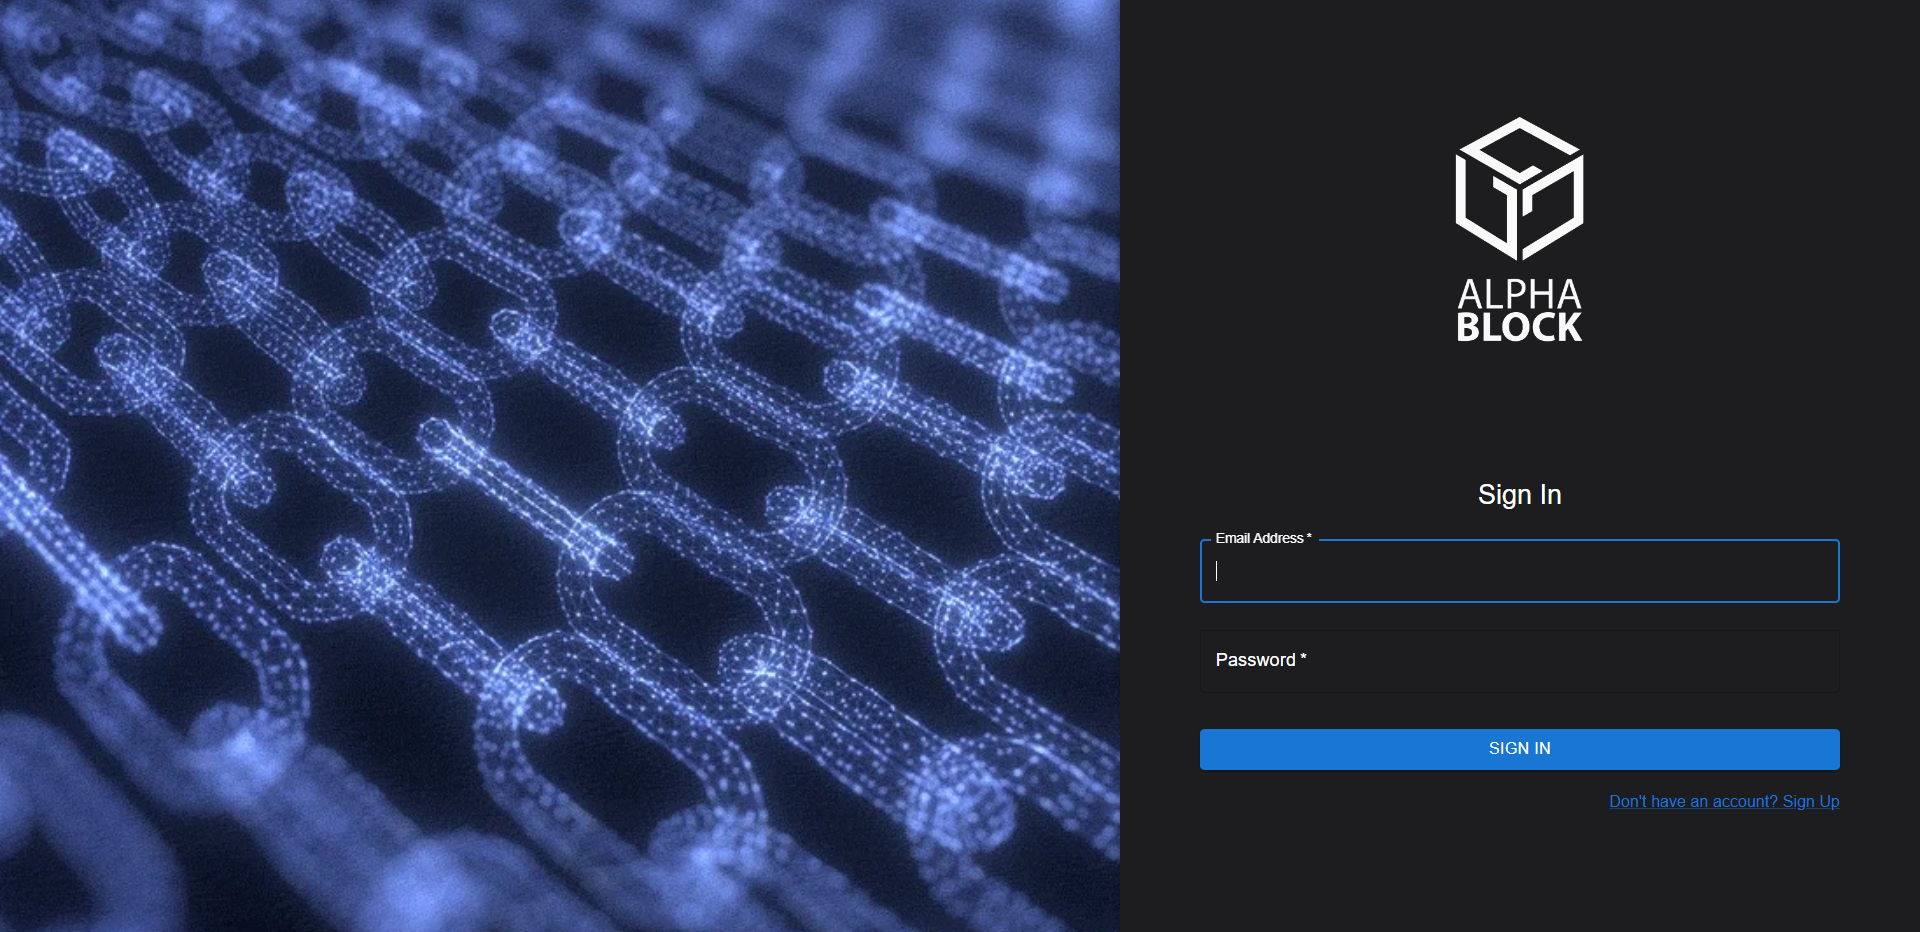 ALPHA
BLOCK
Sign In
Email Address *
Password *
SIGN IN
Don't have an account? Sign Up